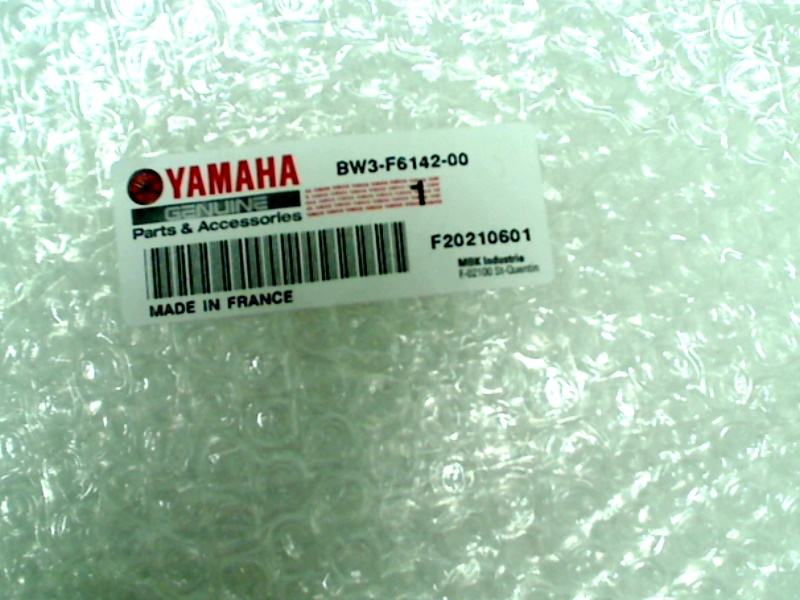 YAMAHA
GENUINE
Parts & Accessories
BW3-F6142-00
1
F20210601
MBK Industrie
F-02100 St-Quentin
MADE IN FRANCE